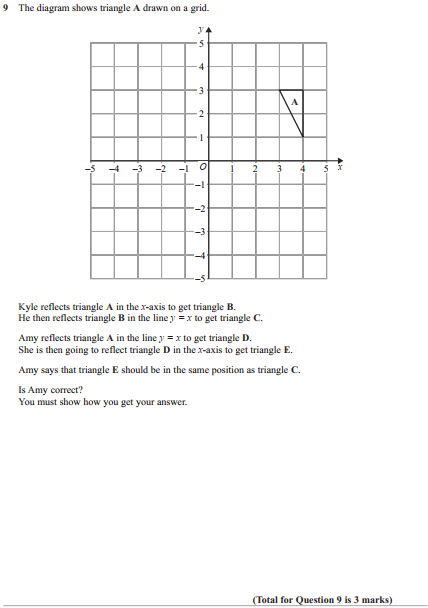 9 The diagram shows triangle A drawn on a grid.
y
5
4
3
A
2
1
-5 -4 -3 -2 -1 O 1 2 3 4 5 x
-1
-2
-3
-4
-5
Kyle reflects triangle A in the x-axis to get triangle B.
He then reflects triangle B in the line y = x to get triangle C.
Amy reflects triangle A in the line y = x to get triangle D.
She is then going to reflect triangle D in the x-axis to get triangle E.
Amy says that triangle E should be in the same position as triangle C.
Is Amy correct?
You must show how you get your answer.
(Total for Question 9 is 3 marks)